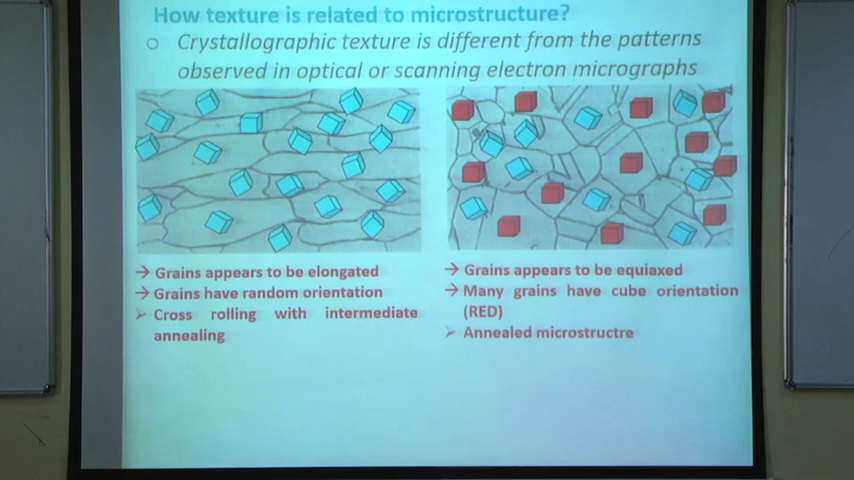 How texture is related to microstructure?
o Crystallographic texture is different from the patterns
observed in optical or scanning electron micrographs
→ Grains appears to be elongated
→ Grains have random orientation
➢ Cross rolling with intermediate
annealing
→ Grains appears to be equiaxed
→ Many grains have cube orientation
(RED)
➢ Annealed microstructre